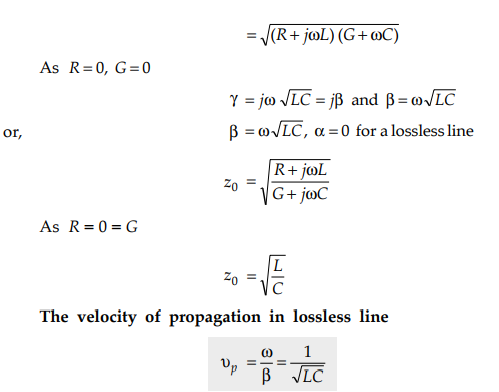 = √(R + jωL) (G + ωC)
As R = 0, G = 0
γ = jω √LC = jβ and β = ω√LC
or, β = ω√LC, α = 0 for a lossless line
z₀ = √((R + jωL)/(G + jωC))
As R = 0 = G
z₀ = √(L/C)
The velocity of propagation in lossless line
υₚ = ω/β = 1/√LC